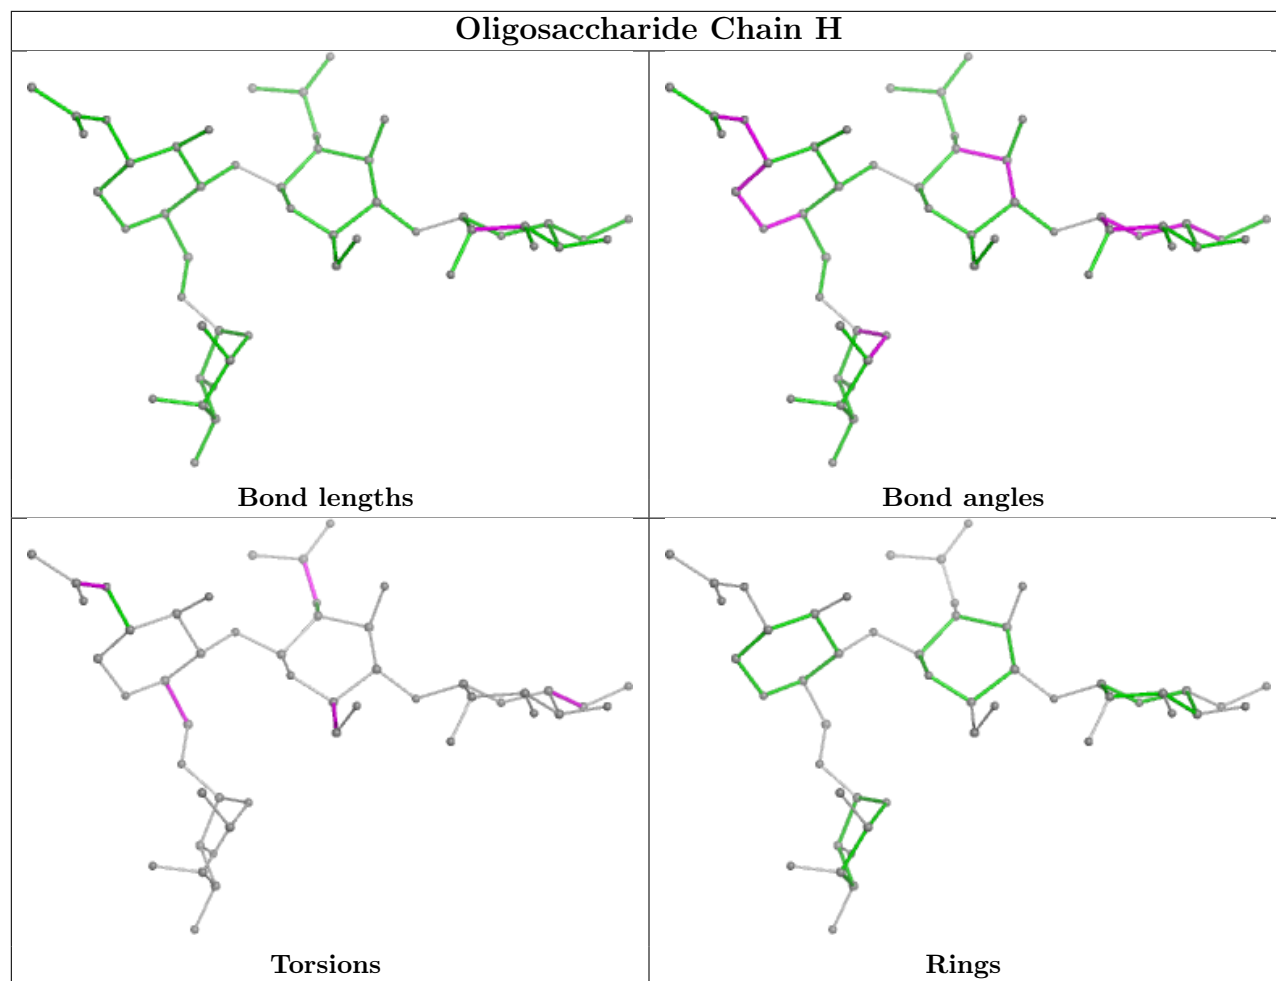 Oligosaccharide Chain H
Bond lengths
Bond angles
Torsions
Rings